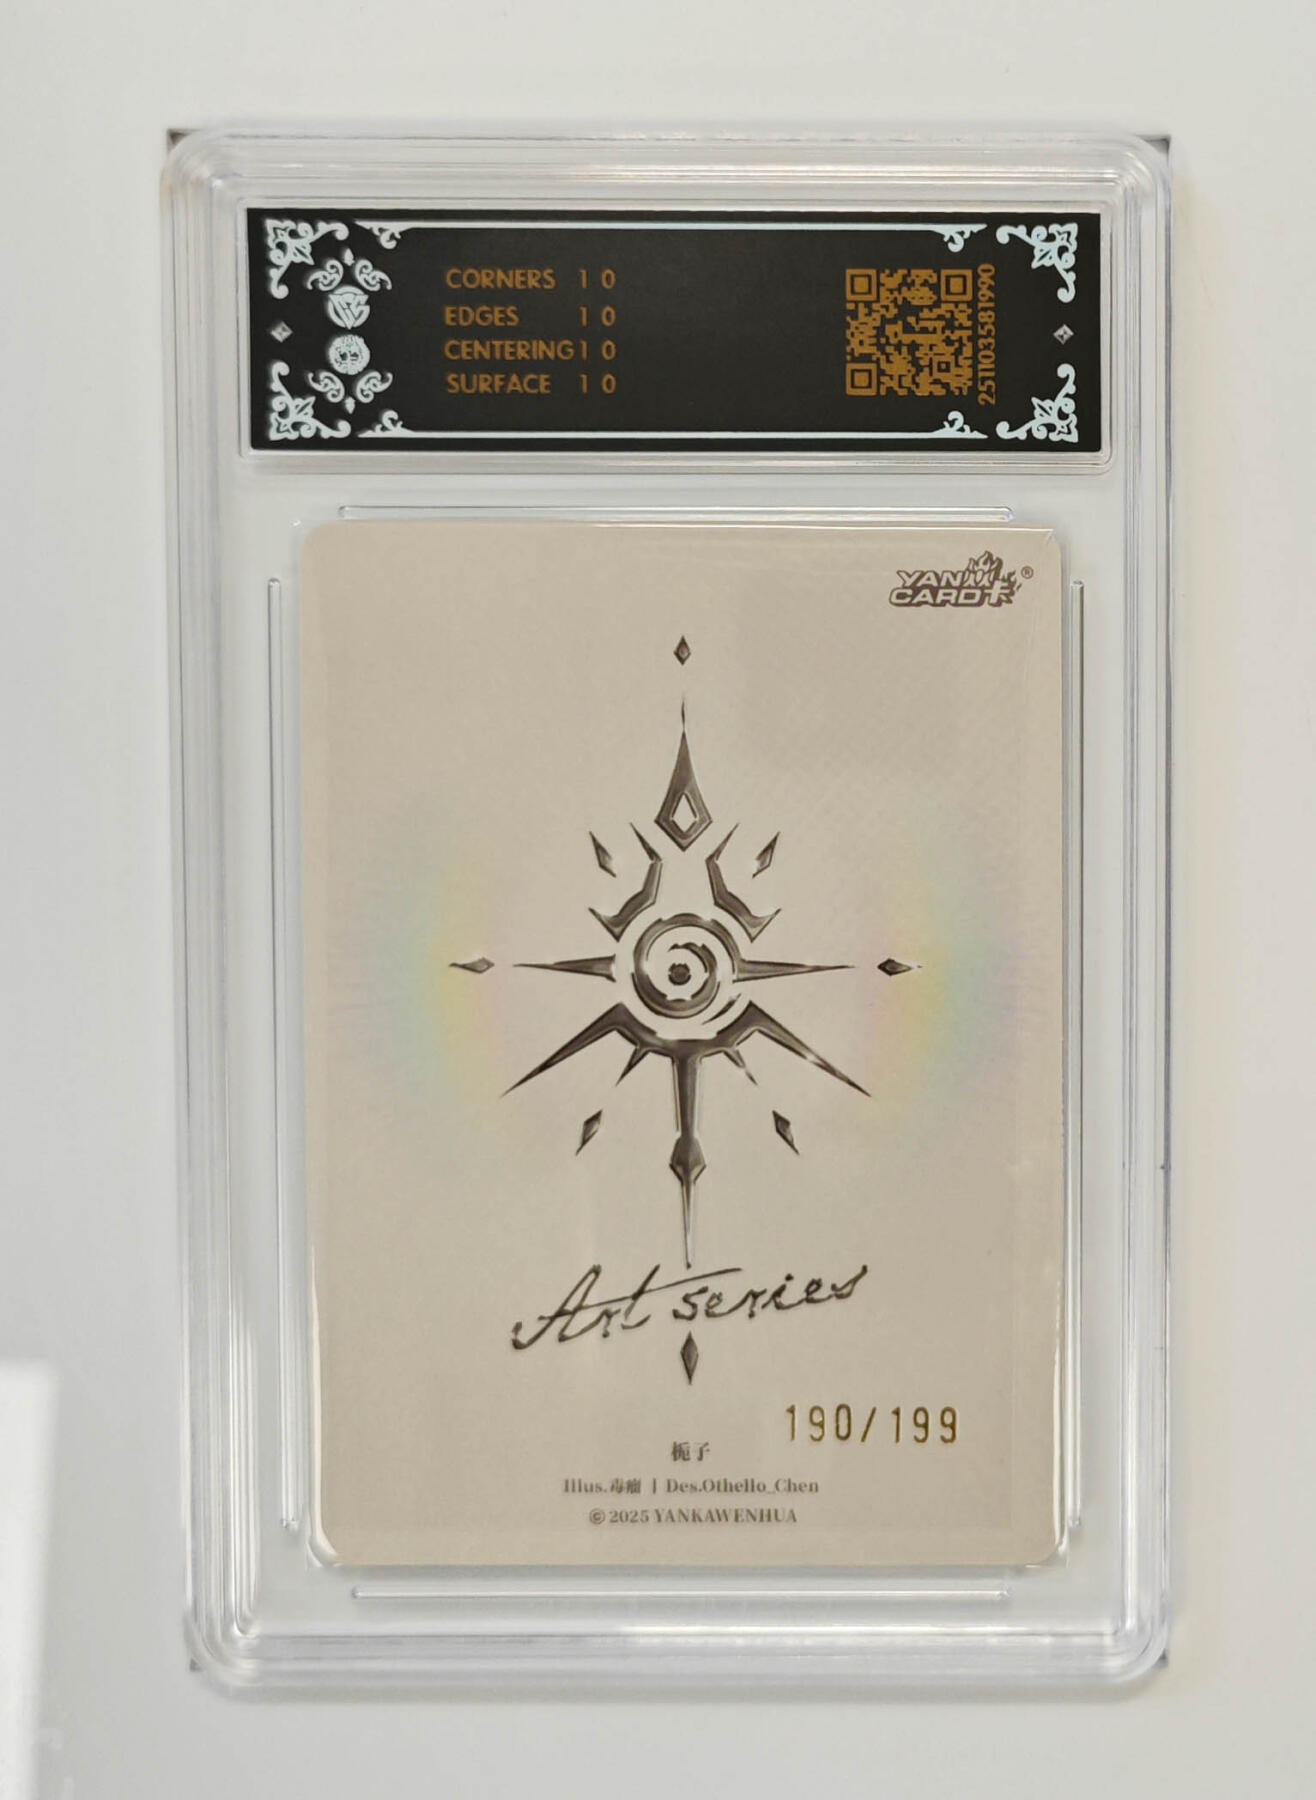 CORNERS 10
EDGES 10
CENTERING 10
SURFACE 10
251103581990
YAN
CARD卡®
Art series
190/199
栀子
Illus.毒瘤 | Des.Othello_Chen
© 2025 YANKAWENHUA